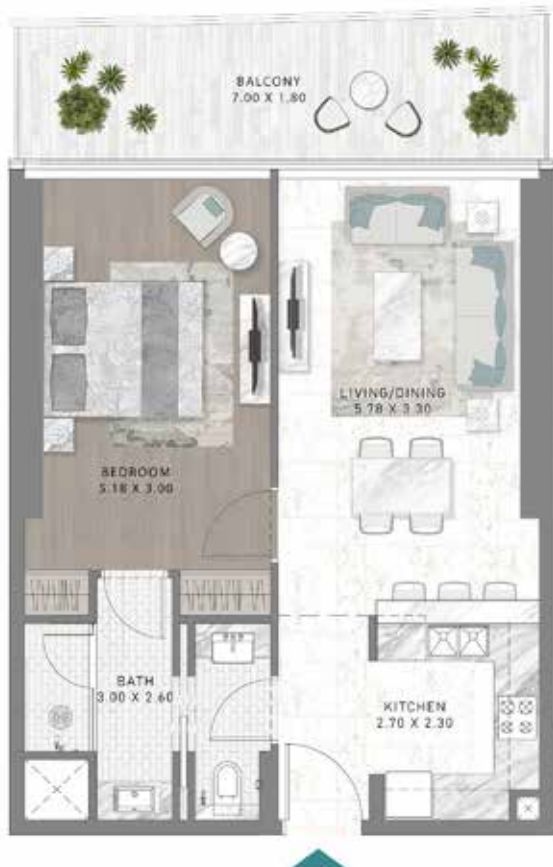 BALCONY
7.00 X 1.80
LIVING/DINING
5.78 X 3.30
BEDROOM
5.18 X 3.00
BATH
3.00 X 2.60
KITCHEN
2.70 X 2.30